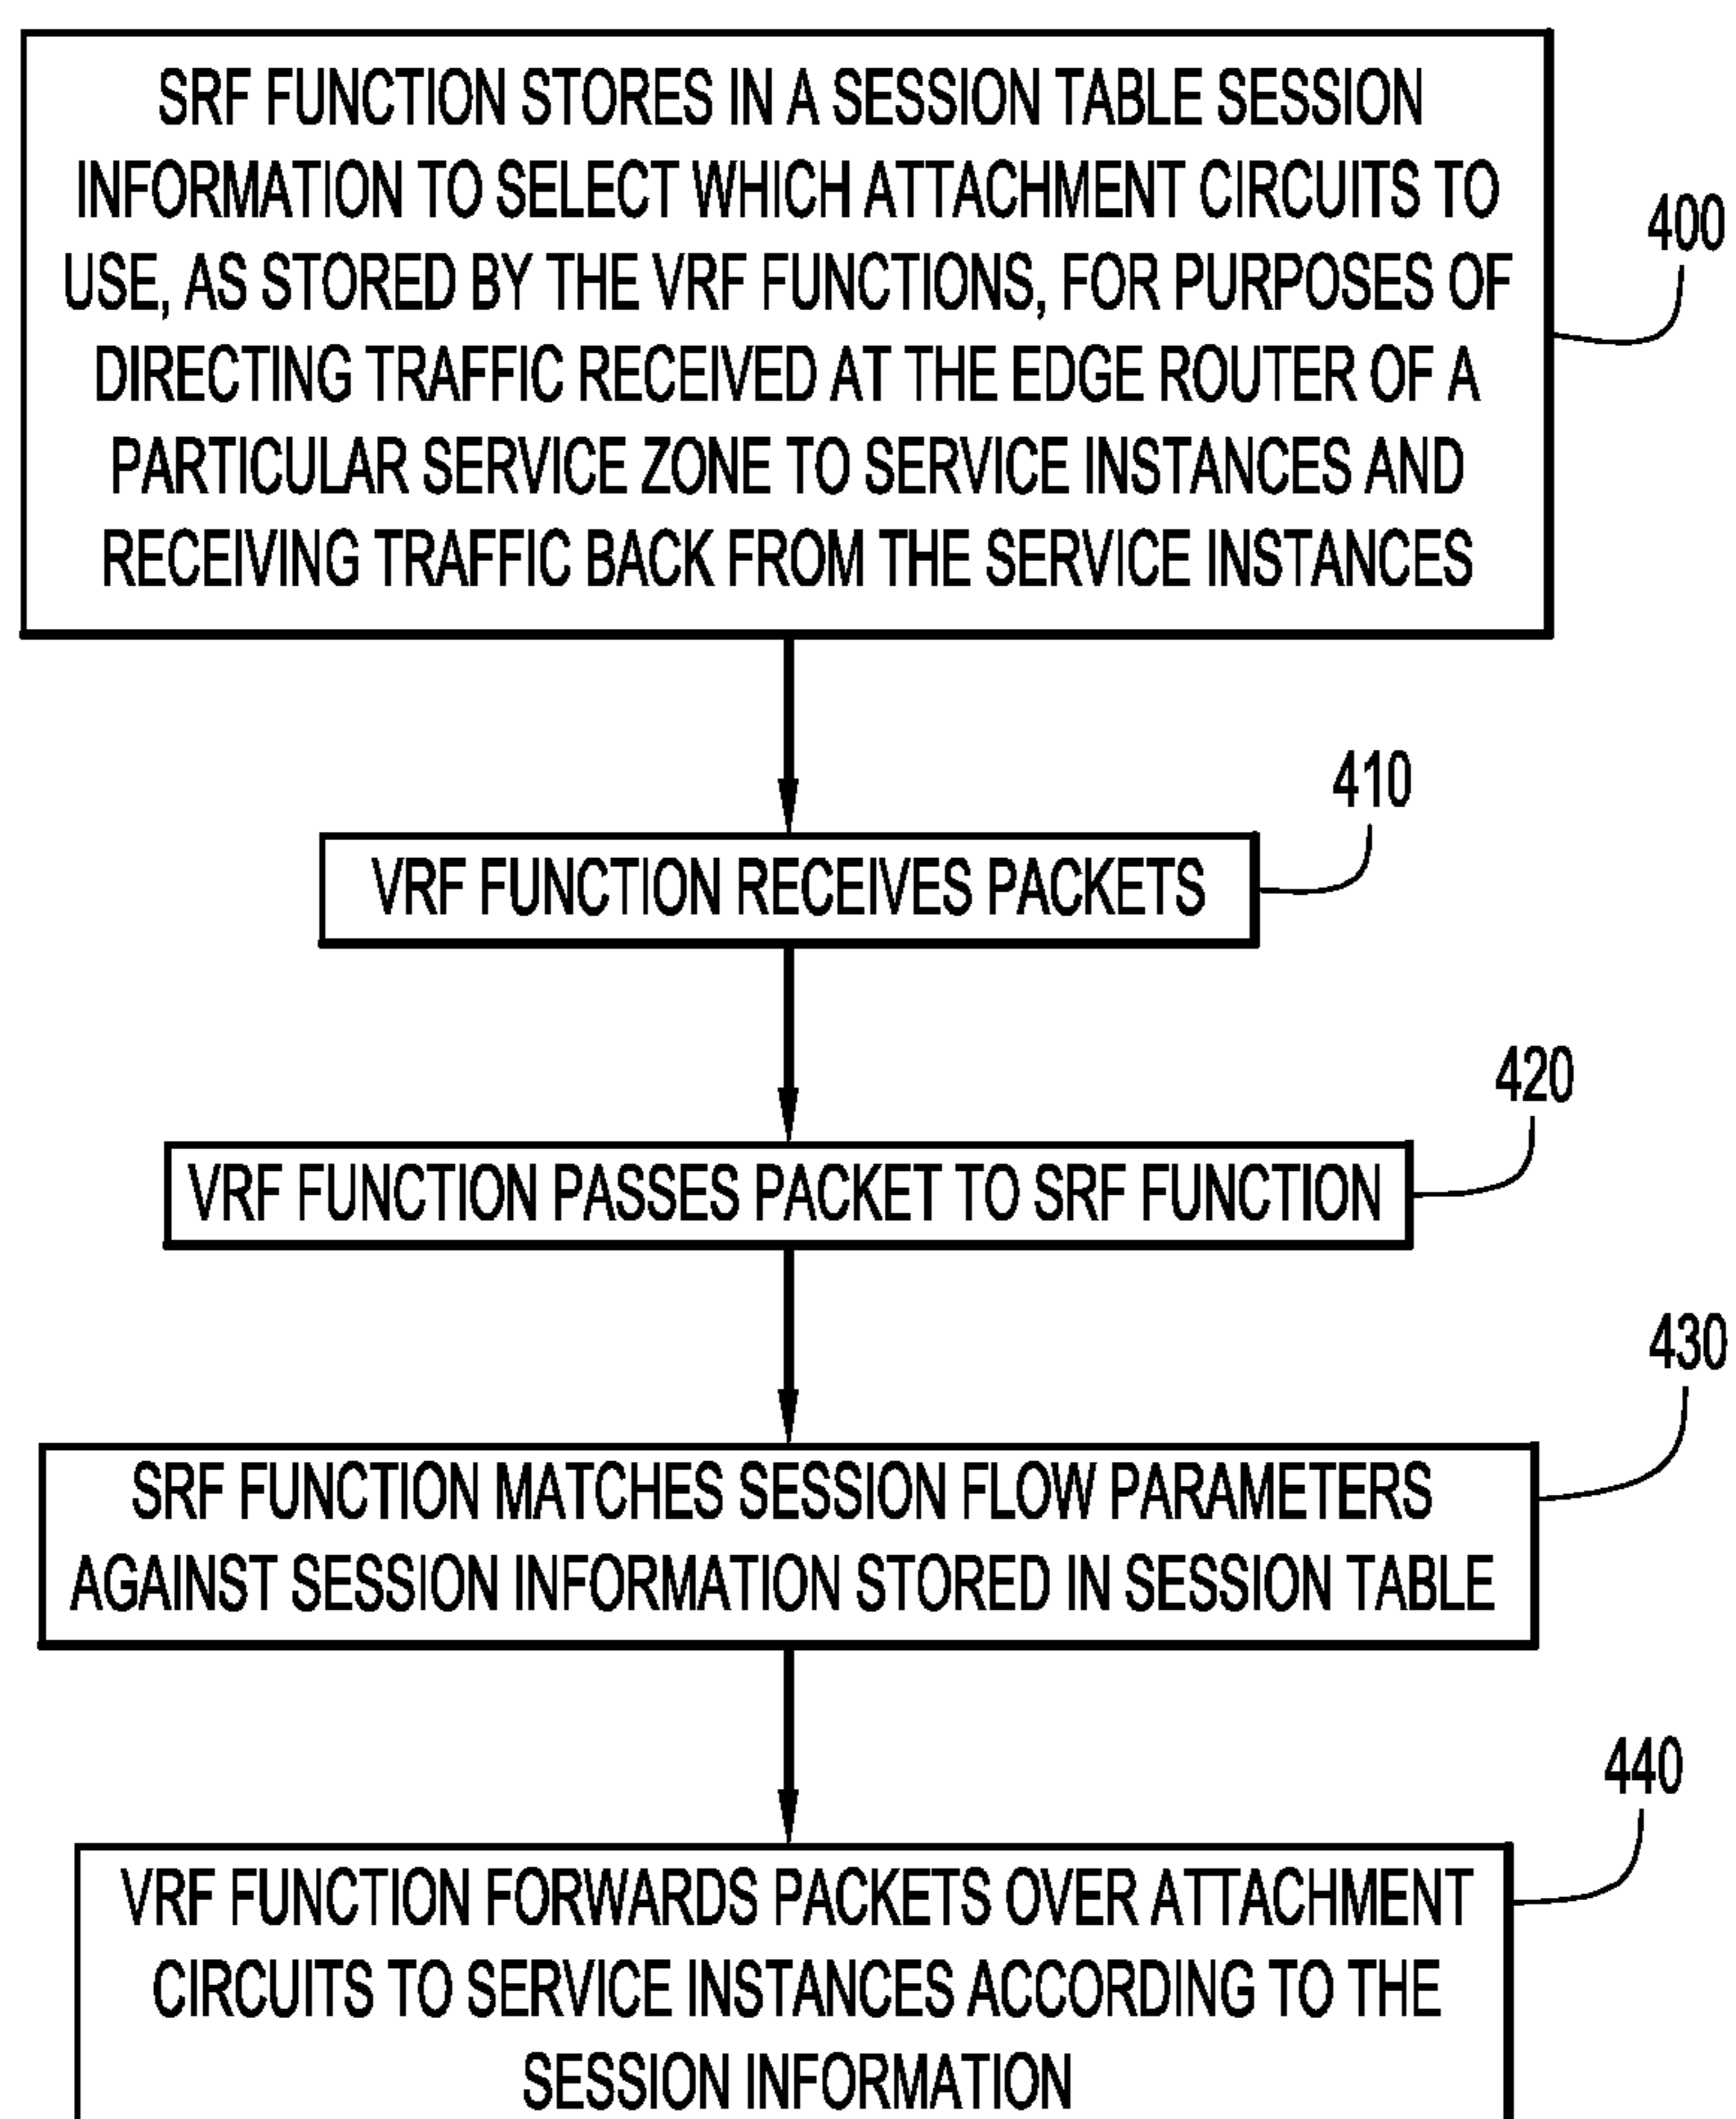 SRF FUNCTION STORES IN A SESSION TABLE SESSION
INFORMATION TO SELECT WHICH ATTACHMENT CIRCUITS TO
USE, AS STORED BY THE VRF FUNCTIONS, FOR PURPOSES OF
DIRECTING TRAFFIC RECEIVED AT THE EDGE ROUTER OF A
PARTICULAR SERVICE ZONE TO SERVICE INSTANCES AND
RECEIVING TRAFFIC BACK FROM THE SERVICE INSTANCES
400
410
VRF FUNCTION RECEIVES PACKETS
420
VRF FUNCTION PASSES PACKET TO SRF FUNCTION
430
SRF FUNCTION MATCHES SESSION FLOW PARAMETERS
AGAINST SESSION INFORMATION STORED IN SESSION TABLE
440
VRF FUNCTION FORWARDS PACKETS OVER ATTACHMENT
CIRCUITS TO SERVICE INSTANCES ACCORDING TO THE
SESSION INFORMATION